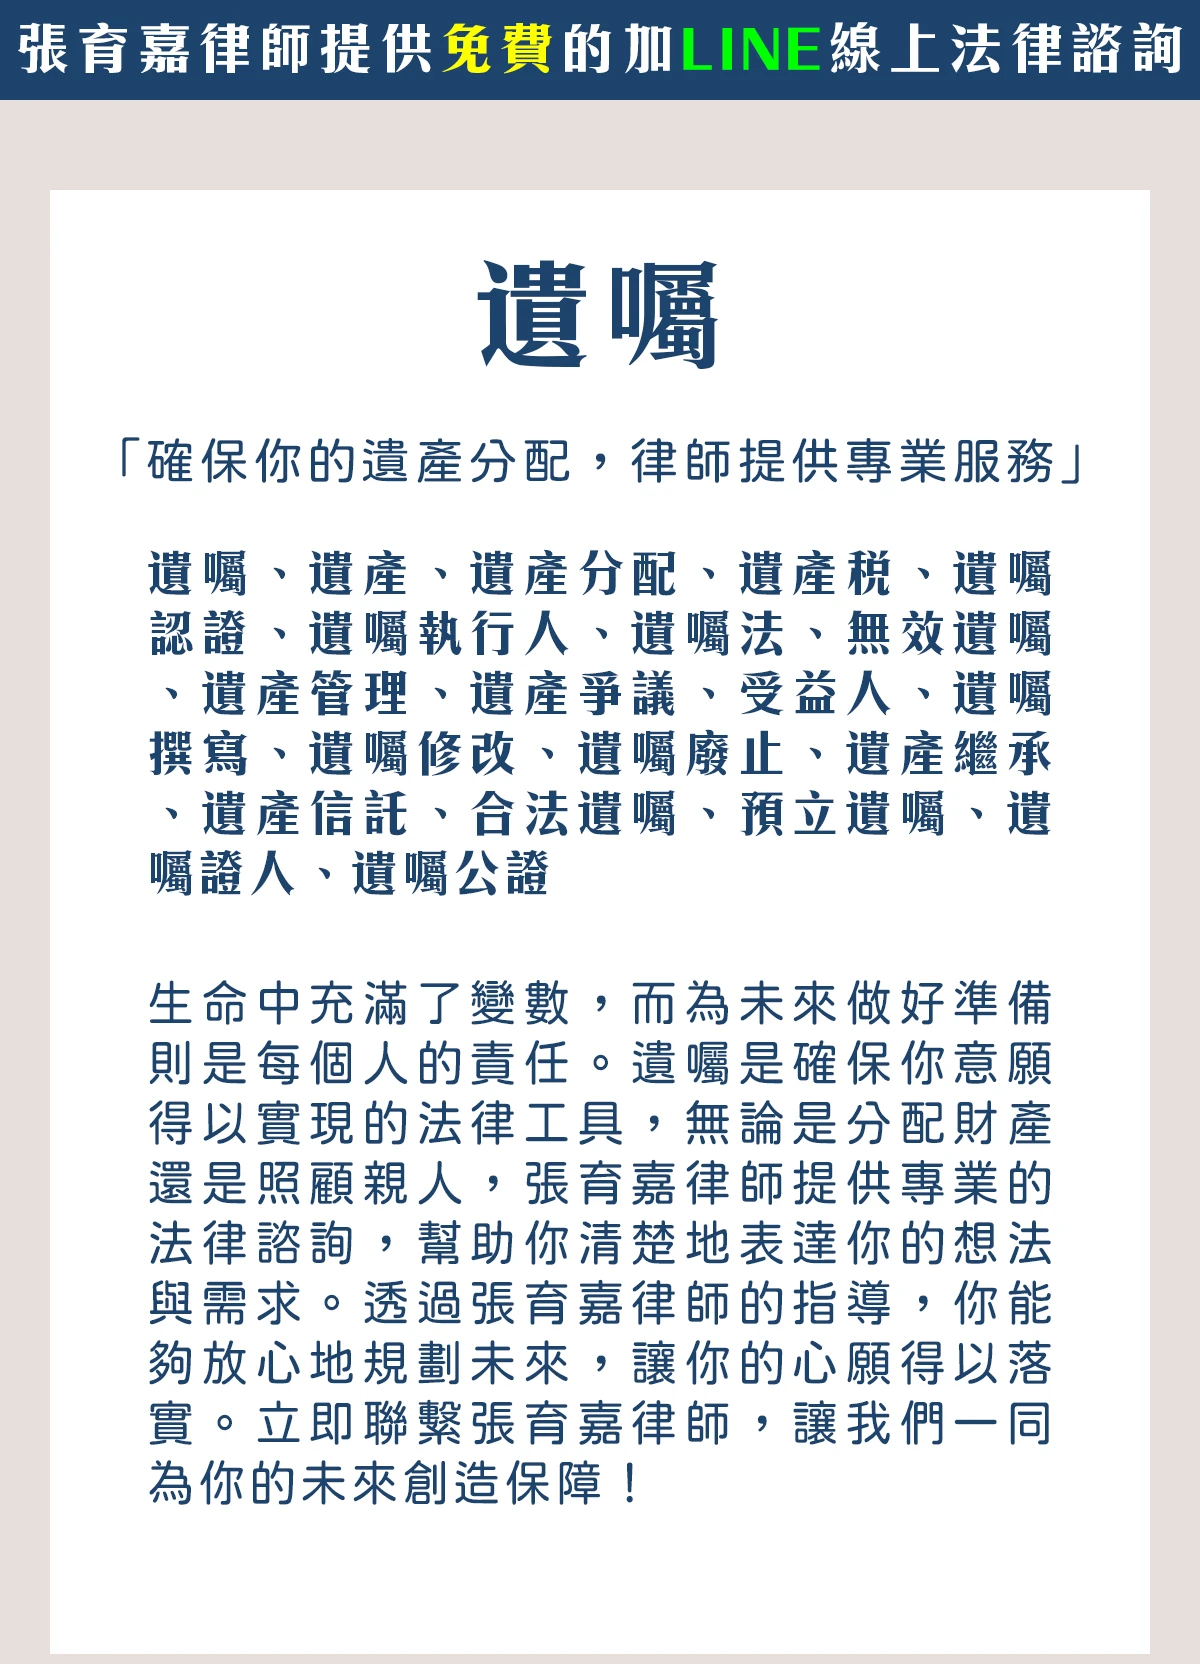 張育嘉律師提供免費的加LINE線上法律諮詢
遺囑
「確保你的遺產分配，律師提供專業服務」
遺囑、遺產、遺產分配、遺產稅、遺囑
認證、遺囑執行人、遺囑法、無效遺囑
、遺產管理、遺產爭議、受益人、遺囑
撰寫、遺囑修改、遺囑廢止、遺產繼承
、遺產信託、合法遺囑、預立遺囑、遺
囑證人、遺囑公證
生命中充滿了變數，而為未來做好準備
則是每個人的責任。遺囑是確保你意願
得以實現的法律工具，無論是分配財產
還是照顧親人，張育嘉律師提供專業的
法律諮詢，幫助你清楚地表達你的想法
與需求。透過張育嘉律師的指導，你能
夠放心地規劃未來，讓你的心願得以落
實。立即聯繫張育嘉律師，讓我們一同
為你的未來創造保障！